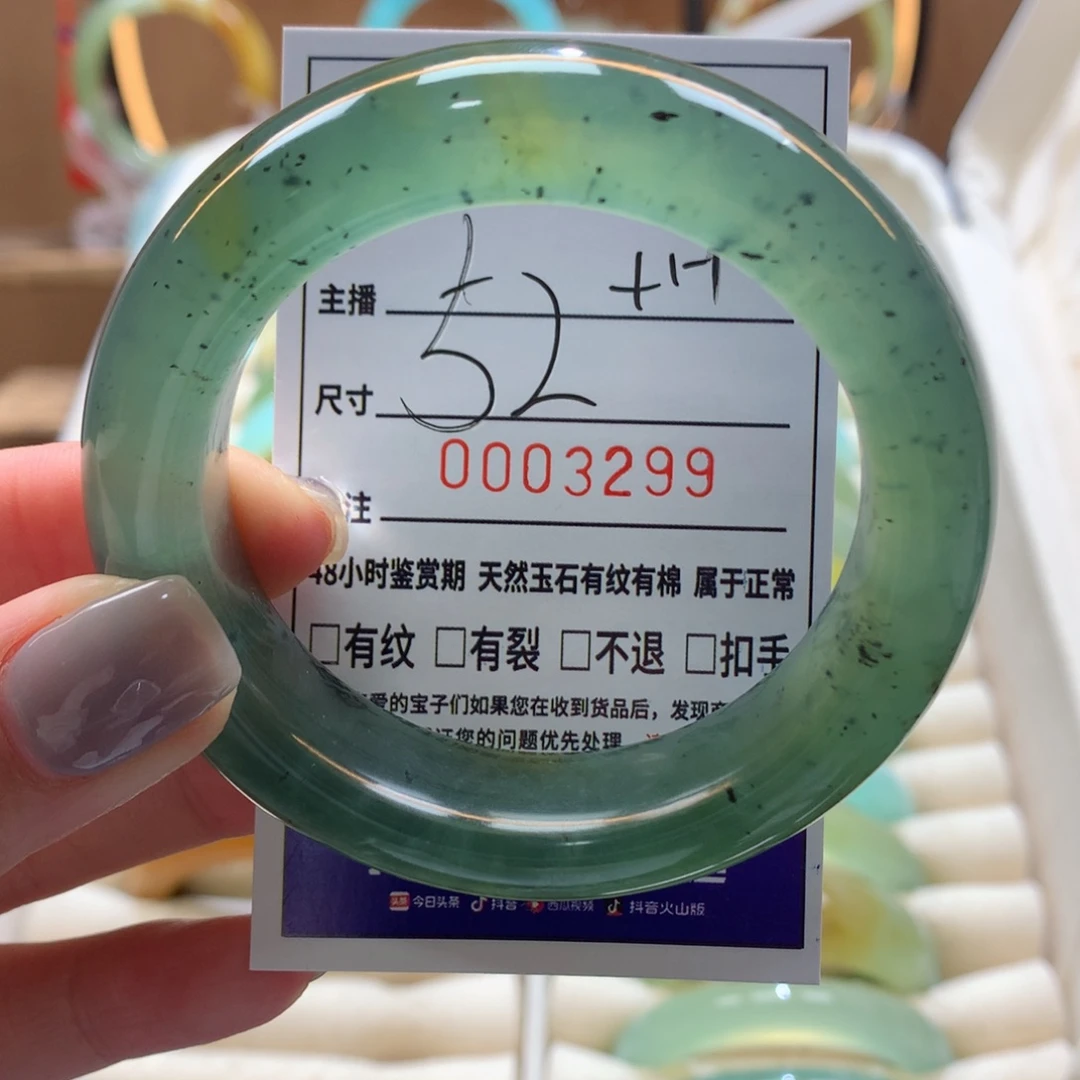 主播
尺寸 52
0003299
注
48小时鉴赏期 天然玉石有纹有棉 属于正常
□有纹 □有裂 □不退 □扣手
爱的宝子们如果您在收到货品后，发现
您的问题优先处理
头条 今日头条 抖音 西瓜视频 抖音火山版